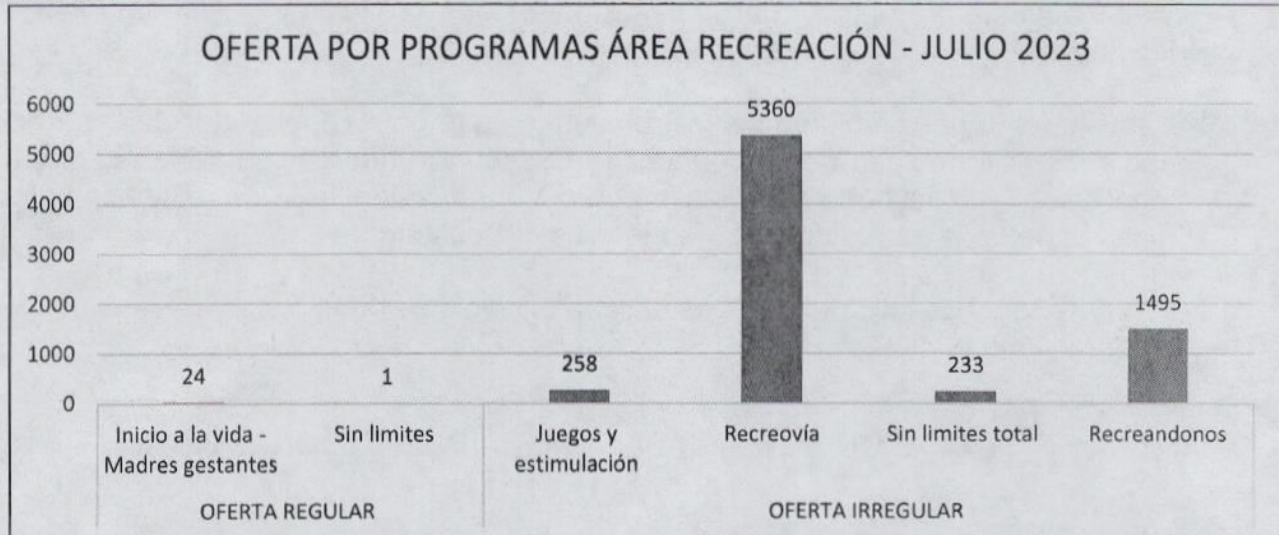 OFERTA POR PROGRAMAS ÁREA RECREACIÓN - JULIO 2023
6000
5000
4000
3000
2000
1000
0
24
1
258
5360
233
1495
Inicio a la vida -
Madres gestantes
Sin limites
Juegos y
estimulación
Recreovía
Sin limites total
Recreandonos
OFERTA REGULAR
OFERTA IRREGULAR